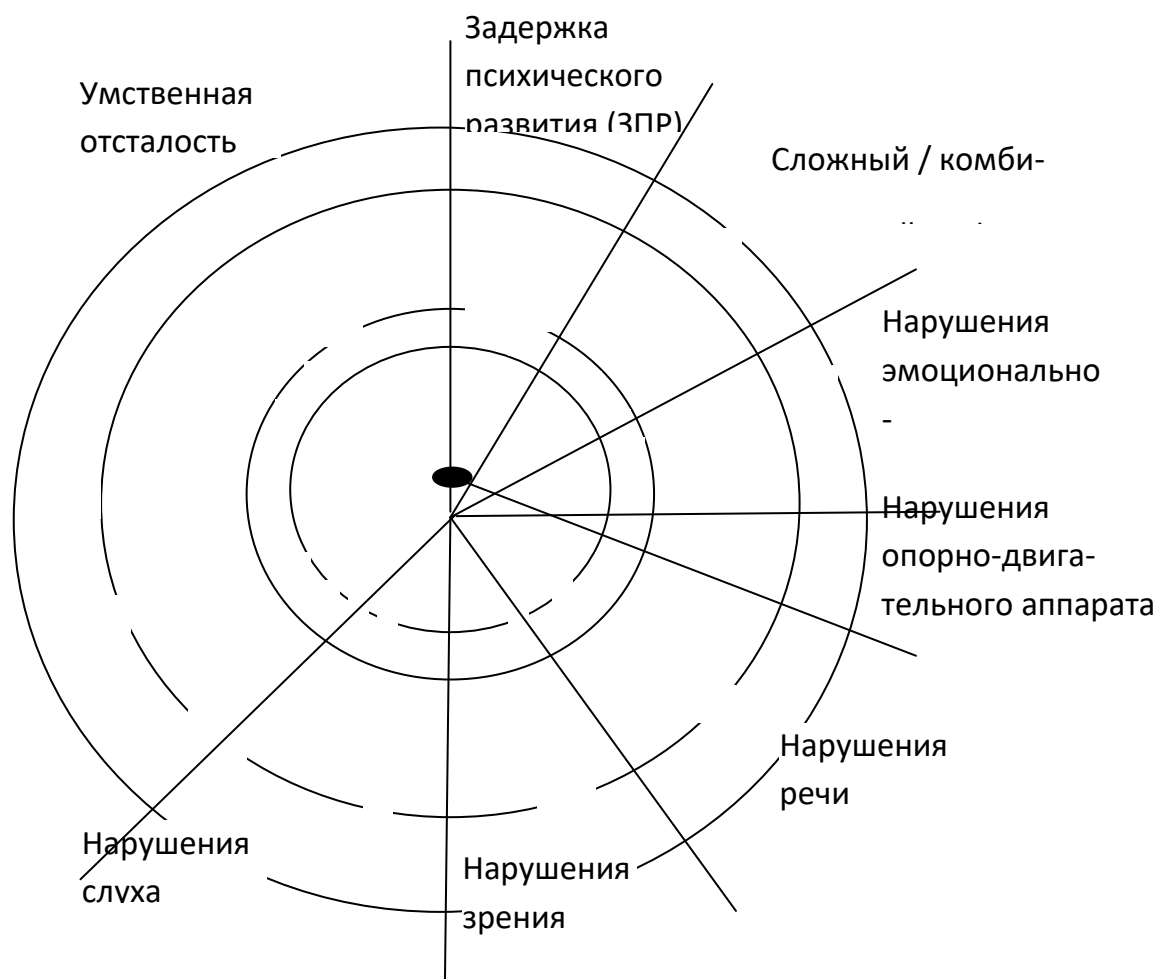 Задержка
психического
развития (ЗПР)
Умственная
отсталость
Сложный / комби-
Нарушения
эмоционально
-
Нарушения
опорно-двига-
тельного аппарата
Нарушения
речи
Нарушения
слуха
Нарушения
зрения